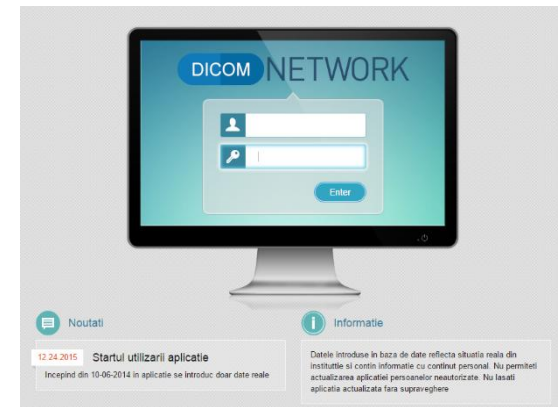 DICOM NETWORK
Enter
Noutati
12.24.2015 Startul utilizarii aplicatie
Incepind din 10-06-2014 in aplicatie se introduc doar date reale
Informatie
Datele introduse in baza de date reflecta situatia reala din
instituttie si contin informatie cu continut personal. Nu permiteti
actualizarea aplicatiei persoanelor neautorizate. Nu lasati
aplicatia actualizata fara supraveghere